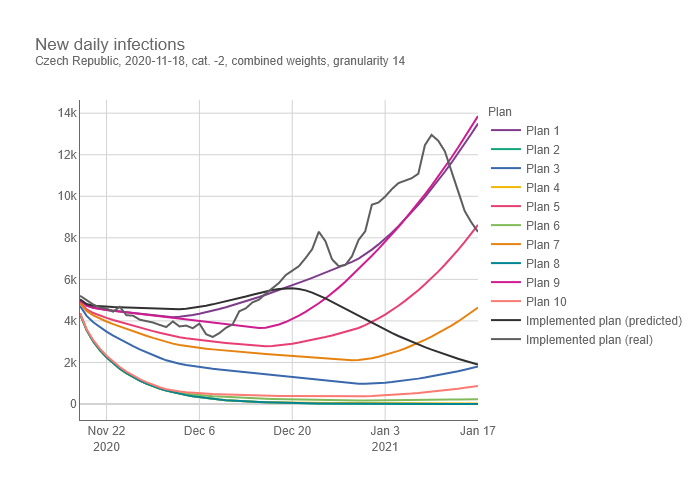 New daily infections
Czech Republic, 2020-11-18, cat. -2, combined weights, granularity 14
14k
12k
10k
8k
6k
4k
2k
0
Nov 22
2020
Dec 6
Dec 20
Jan 3
2021
Jan 17
Plan
Plan 1
Plan 2
Plan 3
Plan 4
Plan 5
Plan 6
Plan 7
Plan 8
Plan 9
Plan 10
Implemented plan (predicted)
Implemented plan (real)